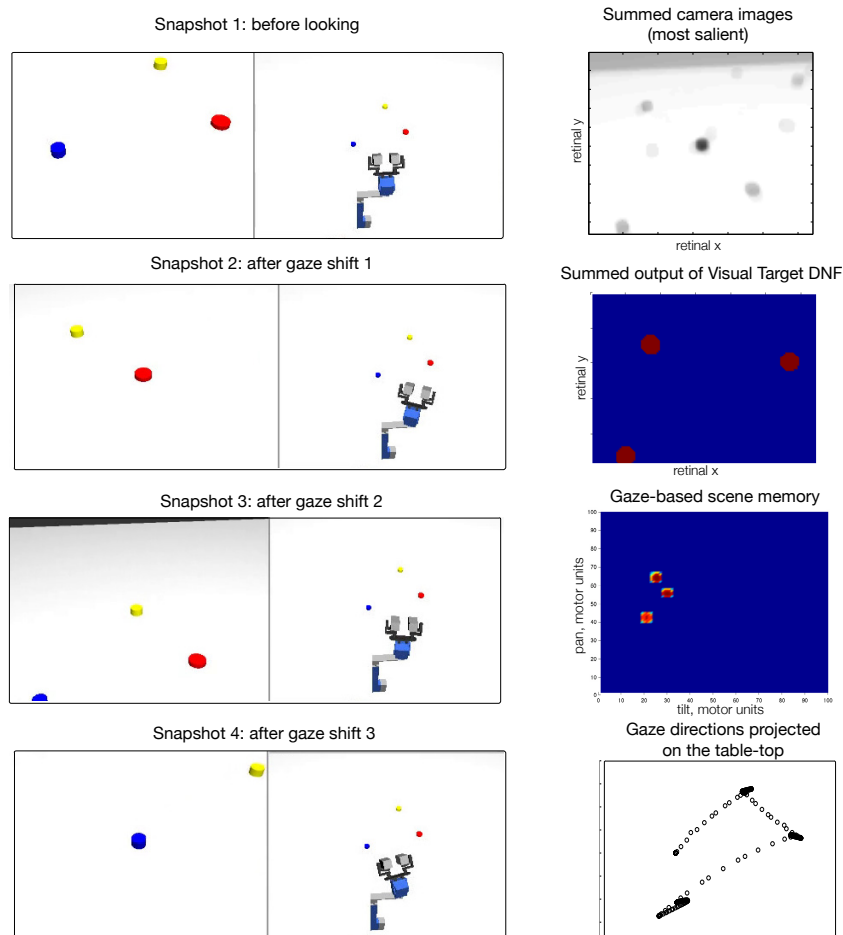 Snapshot 1: before looking
Summed camera images
(most salient)
retinal y
retinal x
Snapshot 2: after gaze shift 1
Summed output of Visual Target DNF
retinal y
retinal x
Snapshot 3: after gaze shift 2
Gaze-based scene memory
pan, motor units
100
90
80
70
60
50
40
30
20
10
0
0 10 20 30 40 50 60 70 80 90 100
tilt, motor units
Snapshot 4: after gaze shift 3
Gaze directions projected
on the table-top